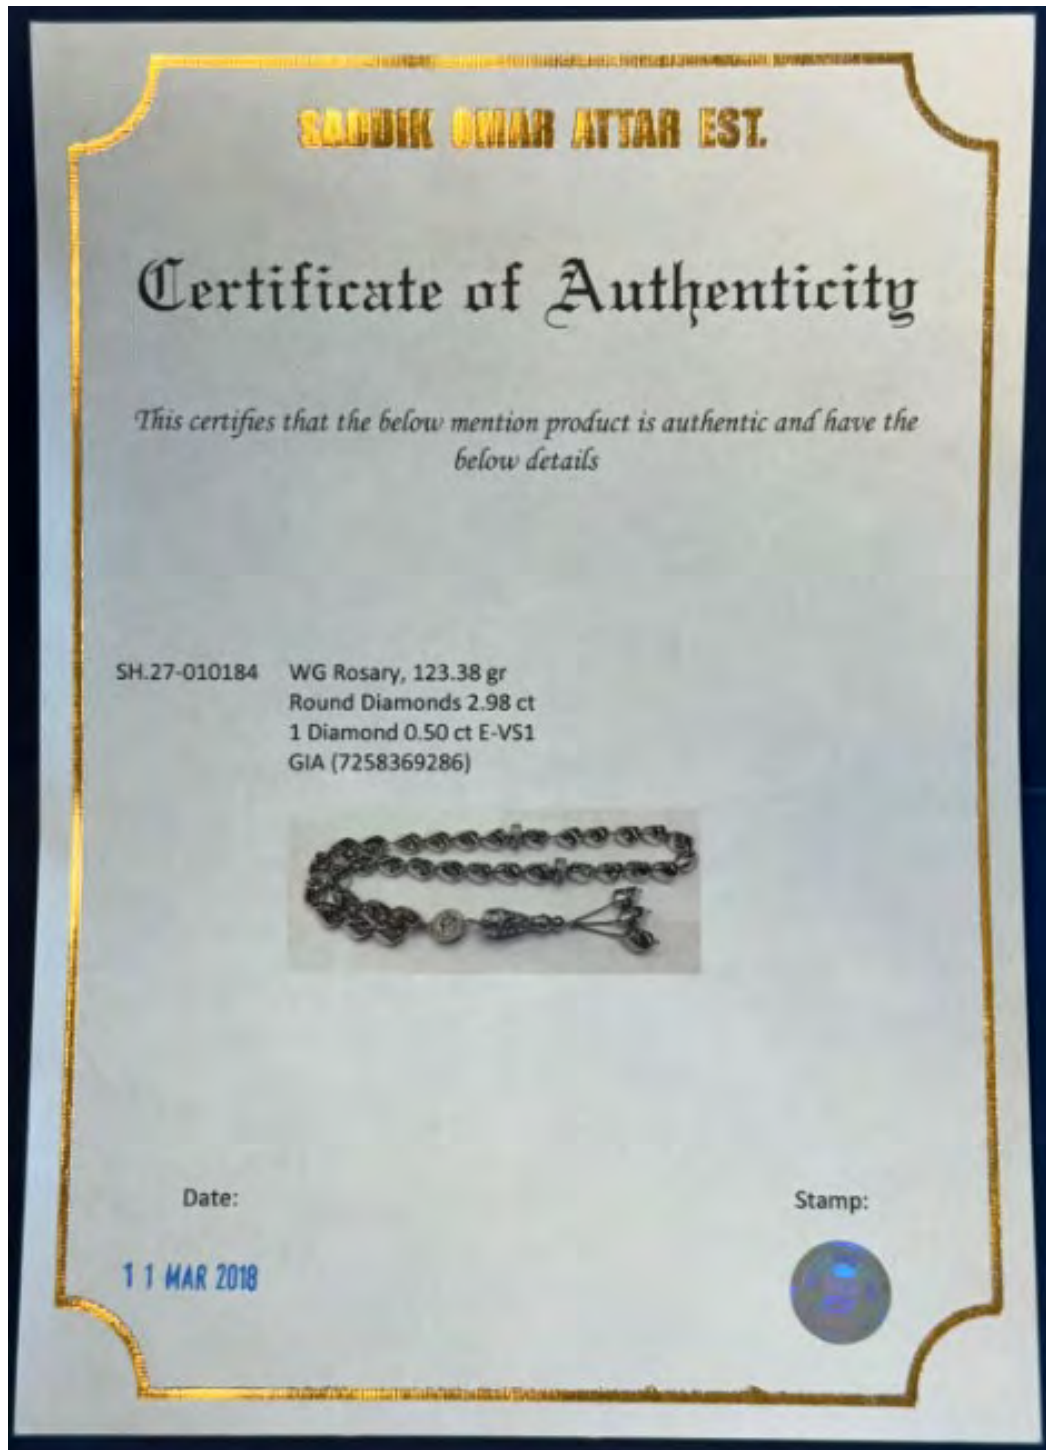 SADDIK OMAR ATTAR EST.
Certificate of Authenticity
This certifies that the below mention product is authentic and have the
below details
SH.27-010184 WG Rosary, 123.38 gr
Round Diamonds 2.98 ct
1 Diamond 0.50 ct E-VS1
GIA (7258369286)
Date: Stamp:
11 MAR 2018